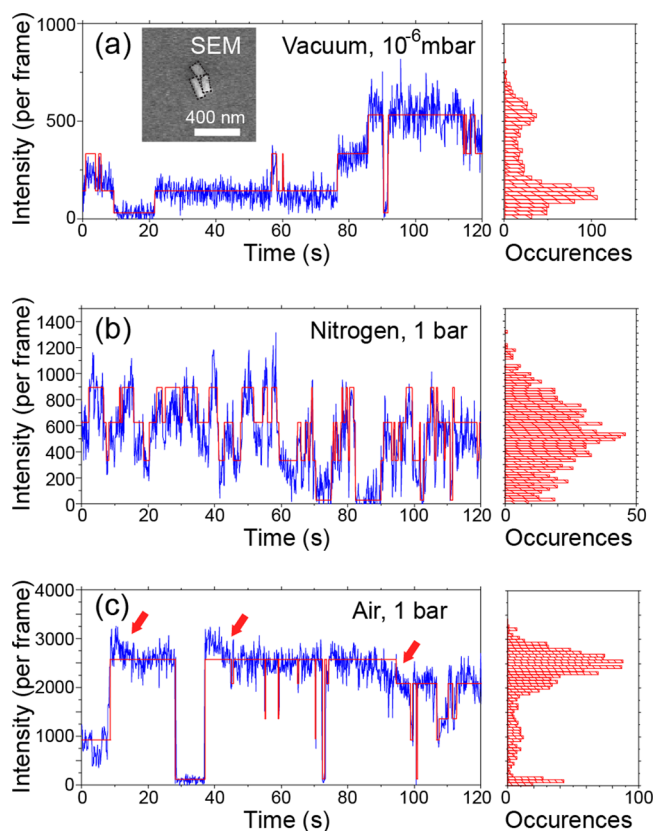 (a)
SEM
400 nm
Vacuum, 10⁻⁶mbar
Intensity (per frame)
1000
500
250
0
0 20 40 60 80 100 120
Time (s)
0 100
Occurences
(b)
Nitrogen, 1 bar
Intensity (per frame)
1400
1200
1000
800
600
400
200
0
0 20 40 60 80 100 120
Time (s)
0 50
Occurences
(c)
Air, 1 bar
Intensity (per frame)
4000
3000
2000
1000
0
0 20 40 60 80 100 120
Time (s)
0 100
Occurences